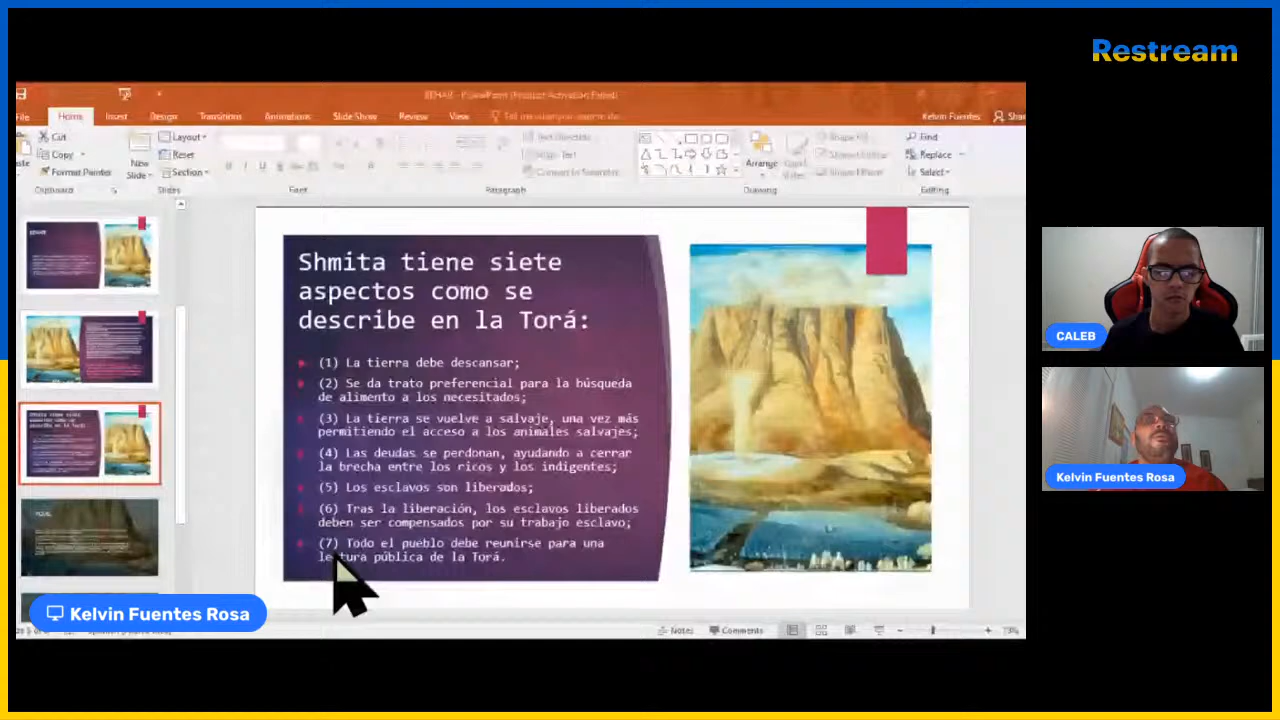 Restream
File
Home
Insert
Design
Transitions
Animations
Slide Show
Review
View
Kelvin Fuentes
Cut
Copy
Format Painter
Clipboard
New
Slide
Layout
Reset
Section
Slides
Font
Paragraph
Arrange
Drawing
Find
Replace
Select
Editing
Shmita tiene siete
aspectos como se
describe en la Torá:
(1) La tierra debe descansar;
(2) Se da trato preferencial para la búsqueda
de alimento a los necesitados;
(3) La tierra se vuelve a salvaje, una vez más
permitiendo el acceso a los animales salvajes;
(4) Las deudas se perdonan, ayudando a cerrar
la brecha entre los ricos y los indigentes;
(5) Los esclavos son liberados;
(6) Tras la liberación, los esclavos liberados
deben ser compensados por su trabajo esclavo;
(7) Todo el pueblo debe reunirse para una
lectura pública de la Torá.
Kelvin Fuentes Rosa
Notes
Comments
CALEB
Kelvin Fuentes Rosa